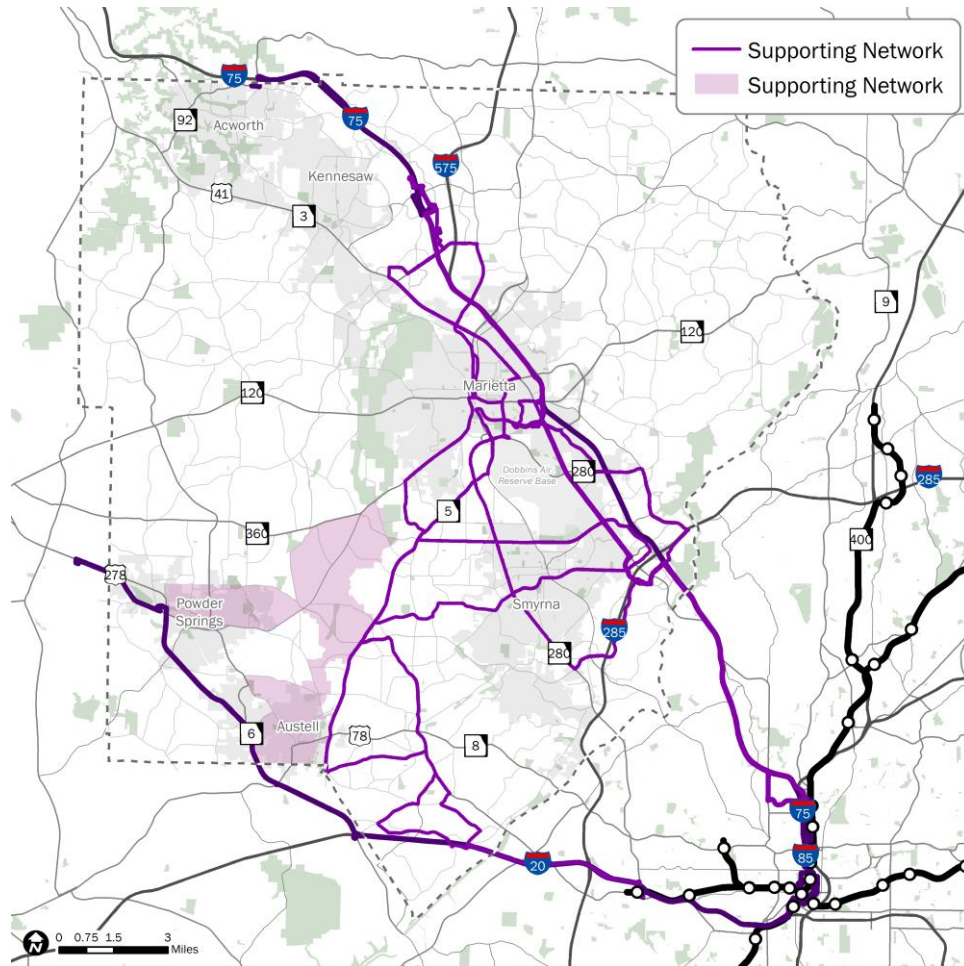 Supporting Network
Supporting Network
75
92
Acworth
75
Kennesaw
575
41
3
9
120
Marietta
120
Dobbins Air
Reserve Base
280
285
5
360
400
278
Powder
Springs
Smyrna
285
280
Austell
6
78
8
75
85
20
N
0 0.75 1.5 3
Miles